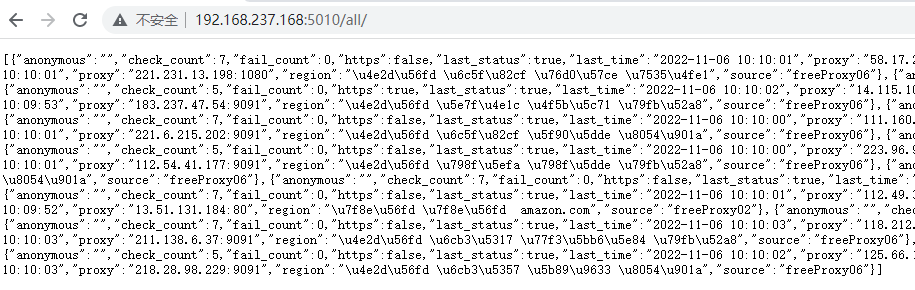 不安全 192.168.237.168:5010/all/
[{"anonymous":"","check_count":7,"fail_count":0,"https":false,"last_status":true,"last_time":"2022-11-06 10:10:01","proxy":"58.17.
10:10:01","proxy":"221.231.13.198:1080","region":"\u4e2d\u56fd \u6c5f\u82cf \u76d0\u57ce \u7535\u4fe1","source":"freeProxy06"},{"a
{"anonymous":"","check_count":5,"fail_count":0,"https":true,"last_status":true,"last_time":"2022-11-06 10:10:02","proxy":"14.115.10
10:09:53","proxy":"183.237.47.54:9091","region":"\u4e2d\u56fd \u5e7f\u4e1c \u4f5b\u5c71 \u79fb\u52a8","source":"freeProxy06"},{"ano
{"anonymous":"","check_count":7,"fail_count":0,"https":false,"last_status":true,"last_time":"2022-11-06 10:10:00","proxy":"111.160.
10:10:01","proxy":"221.6.215.202:9091","region":"\u4e2d\u56fd \u6c5f\u82cf \u5f90\u5dde \u8054\u901a","source":"freeProxy06"},{"ano
{"anonymous":"","check_count":5,"fail_count":0,"https":false,"last_status":true,"last_time":"2022-11-06 10:10:00","proxy":"223.96.9
10:10:01","proxy":"112.54.41.177:9091","region":"\u4e2d\u56fd \u798f\u5efa \u798f\u5dde \u79fb\u52a8","source":"freeProxy06"},{"ano
\u8054\u901a","source":"freeProxy06"},{"anonymous":"","check_count":7,"fail_count":0,"https":false,"last_status":true,"last_time":"
{"anonymous":"","check_count":7,"fail_count":0,"https":false,"last_status":true,"last_time":"2022-11-06 10:10:01","proxy":"112.49.3
10:09:52","proxy":"13.51.131.184:80","region":"\u7f8e\u56fd \u7f8e\u56fd  amazon.com","source":"freeProxy02"},{"anonymous":"","chec
{"anonymous":"","check_count":7,"fail_count":0,"https":false,"last_status":true,"last_time":"2022-11-06 10:10:03","proxy":"118.212.
10:10:03","proxy":"211.138.6.37:9091","region":"\u4e2d\u56fd \u6cb3\u5317 \u77f3\u5bb6\u5e84 \u79fb\u52a8","source":"freeProxy06"},
{"anonymous":"","check_count":5,"fail_count":0,"https":false,"last_status":true,"last_time":"2022-11-06 10:10:02","proxy":"125.66.1
10:10:03","proxy":"218.28.98.229:9091","region":"\u4e2d\u56fd \u6cb3\u5357 \u5b89\u9633 \u8054\u901a","source":"freeProxy06"}]